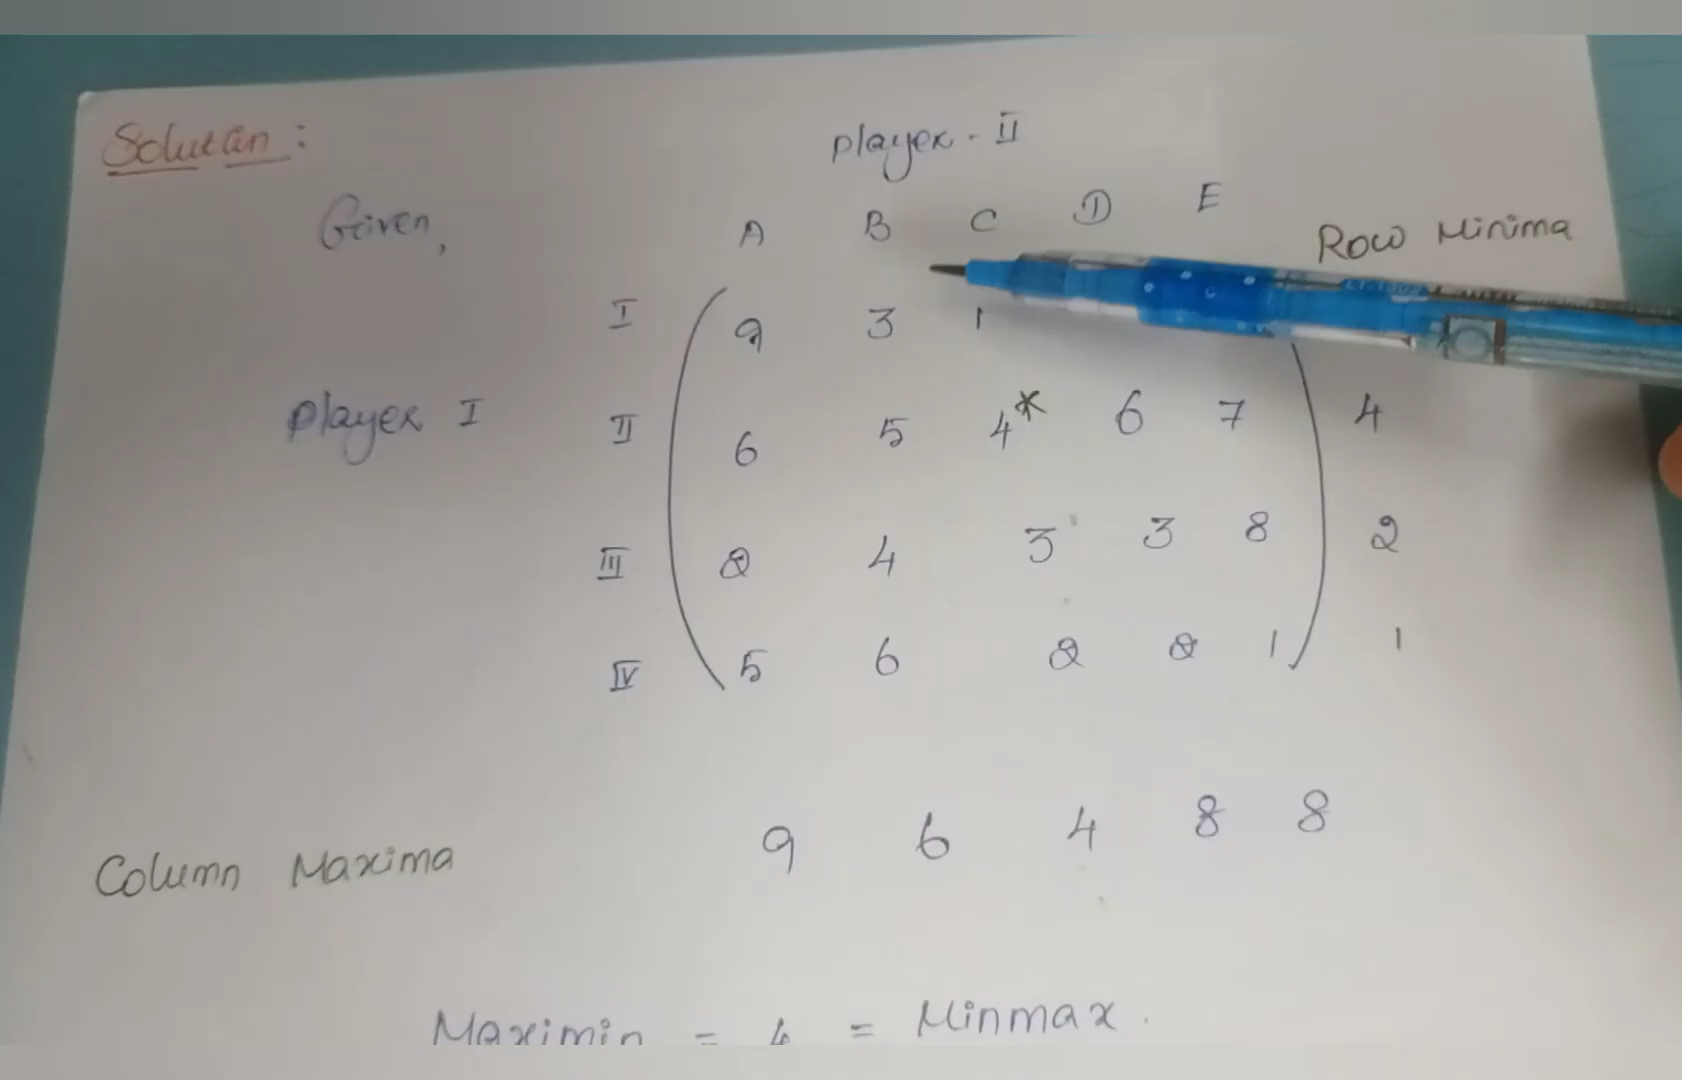 Solution:
Player - II
Given,
A B C D E Row Minima
I 9 3 1
Player I II 6 5 4* 6 7 4
III 2 4 3 3 8 2
IV 5 6 2 2 1 1
Column Maxima 9 6 4 8 8
Maximin = 4 = Minmax.